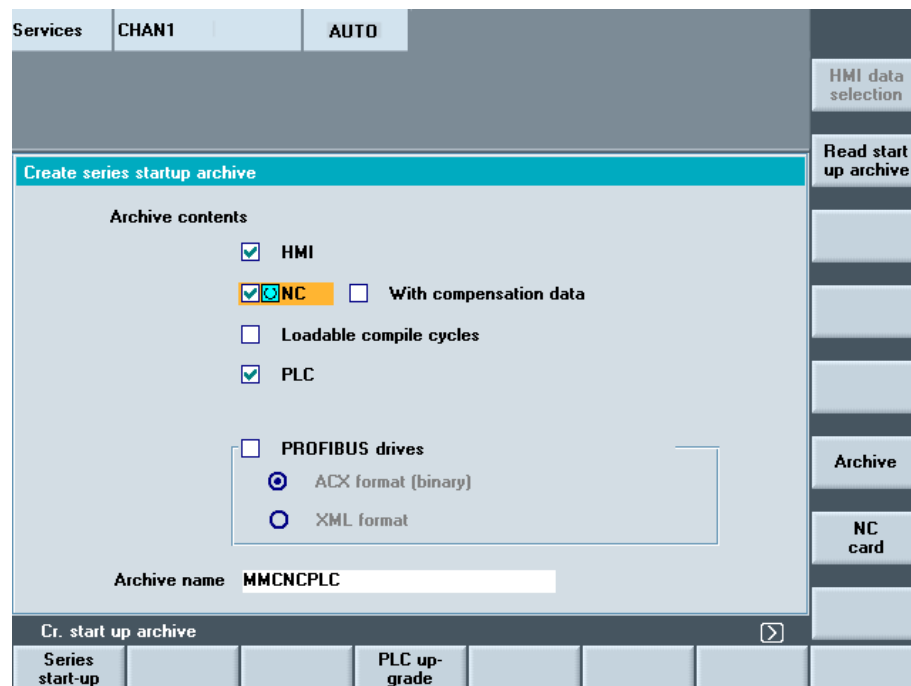 Services CHAN1 AUTO
HMI data
selection
Read start
up archive
Create series startup archive
Archive contents
HMI
NC With compensation data
Loadable compile cycles
PLC
PROFIBUS drives
ACX format (binary)
XML format
Archive
NC
card
Archive name MMCNCPLC
Cr. start up archive
Series
start-up
PLC up-
grade